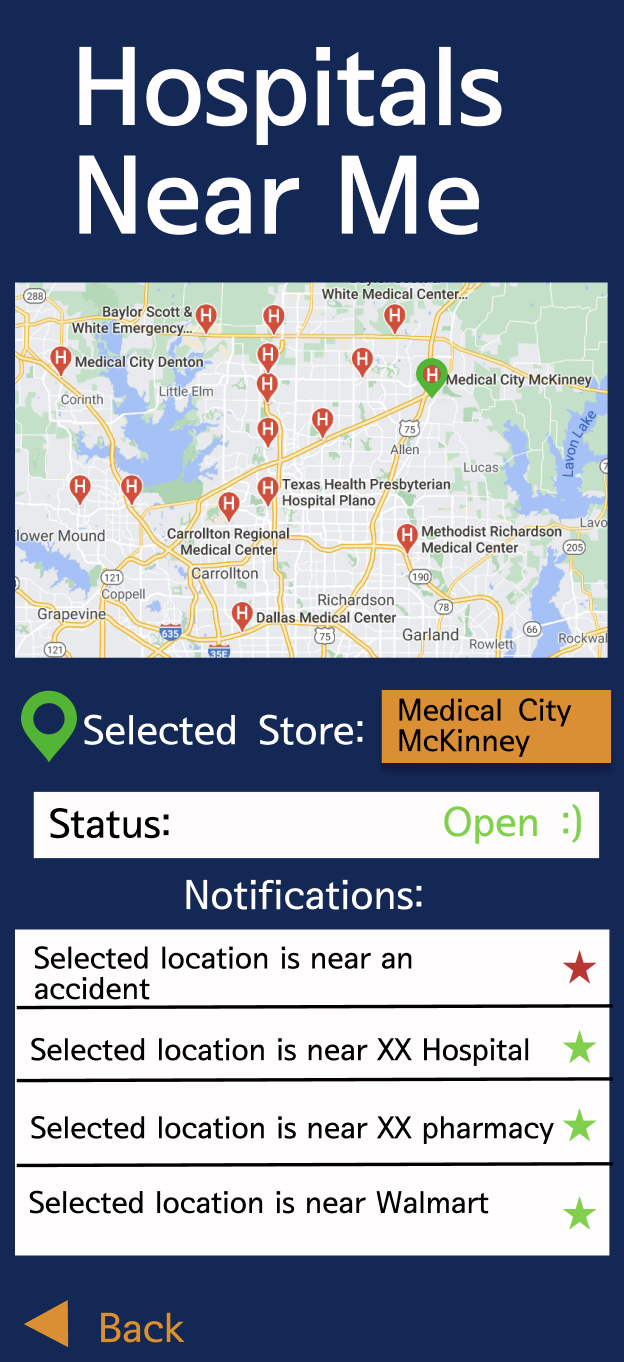 Hospitals
Near Me
288
Baylor Scott &
White Emergency...
White Medical Center...
H
H
H
H
Medical City Denton
H
H
H
Medical City McKinney
Corinth
Little Elm
H
H
H
75
Allen
Lavon Lake
Lucas
7
H
H
H
Texas Health Presbyterian
Hospital Plano
H
Carrollton Regional
Medical Center
H
Methodist Richardson
Medical Center
Lavo
205
lower Mound
121
Carrollton
190
Coppell
Richardson
78
Grapevine
H
Dallas Medical Center
635
75
Garland
66
Rowlett
Rockwal
121
35E
Selected Store:
Medical City
McKinney
Status:
Open :)
Notifications:
Selected location is near an
accident
Selected location is near XX Hospital
Selected location is near XX pharmacy
Selected location is near Walmart
Back